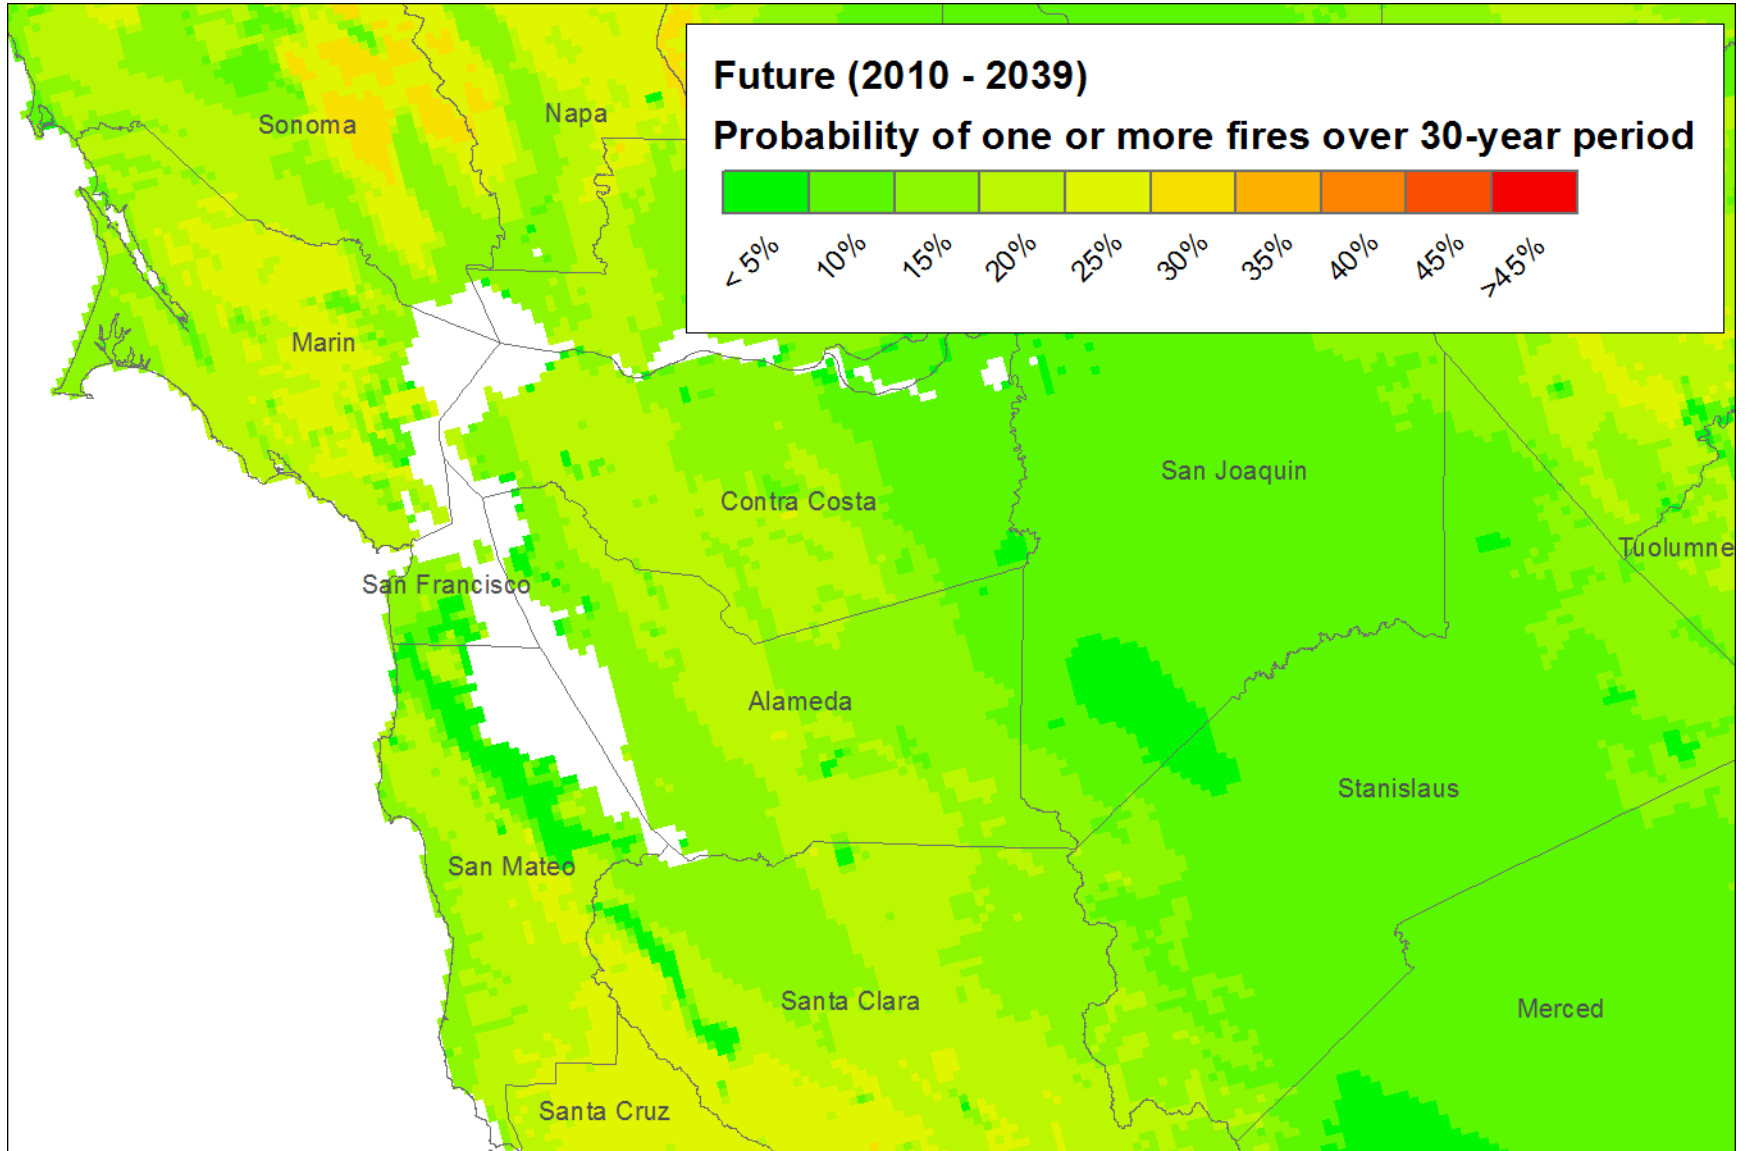 Future (2010 - 2039)
Probability of one or more fires over 30-year period
< 5% 10% 15% 20% 25% 30% 35% 40% 45% >45%
Sonoma
Napa
Marin
Contra Costa
San Joaquin
Tuolumne
San Francisco
Alameda
Stanislaus
San Mateo
Santa Clara
Merced
Santa Cruz